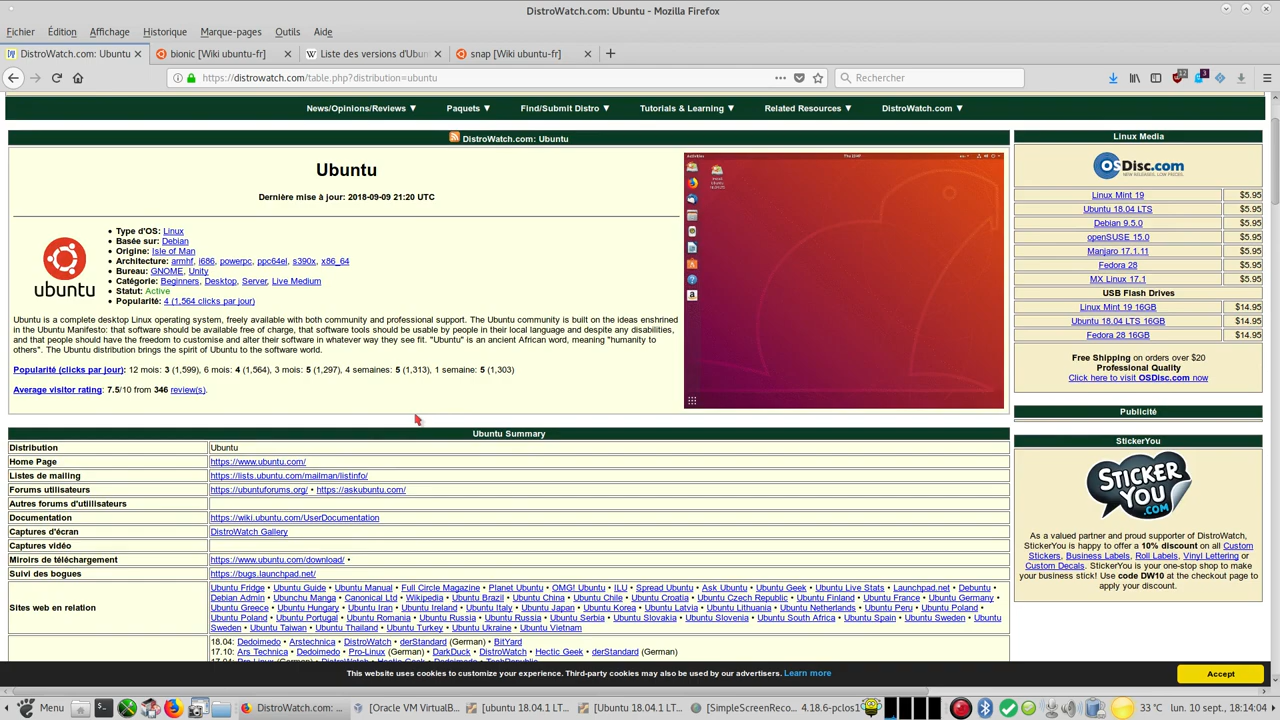 DistroWatch.com: Ubuntu - Mozilla Firefox
Fichier Édition Affichage Historique Marque-pages Outils Aide
DistroWatch.com: Ubuntu
bionic [Wiki ubuntu-fr]
Liste des versions d'Ubun
snap [Wiki ubuntu-fr]
https://distrowatch.com/table.php?distribution=ubuntu
Rechercher
News/Opinions/Reviews ▼ Paquets ▼ Find/Submit Distro ▼ Tutorials & Learning ▼ Related Resources ▼ DistroWatch.com ▼
DistroWatch.com: Ubuntu
Ubuntu
Dernière mise à jour: 2018-09-09 21:20 UTC
ubuntu
• Type d'OS: Linux
• Basée sur: Debian
• Origine: Isle of Man
• Architecture: armhf, i686, powerpc, ppc64el, s390x, x86_64
• Bureau: GNOME, Unity
• Catégorie: Beginners, Desktop, Server, Live Medium
• Statut: Active
• Popularité: 4 (1,564 clicks par jour)
Ubuntu is a complete desktop Linux operating system, freely available with both community and professional support. The Ubuntu community is built on the ideas enshrined
in the Ubuntu Manifesto: that software should be available free of charge, that software tools should be usable by people in their local language and despite any disabilities,
and that people should have the freedom to customise and alter their software in whatever way they see fit. "Ubuntu" is an ancient African word, meaning "humanity to
others". The Ubuntu distribution brings the spirit of Ubuntu to the software world.
Popularité (clicks par jour): 12 mois: 3 (1,599), 6 mois: 4 (1,564), 3 mois: 5 (1,297), 4 semaines: 5 (1,313), 1 semaine: 5 (1,303)
Average visitor rating: 7.5/10 from 346 review(s).
Ubuntu Summary
Distribution Ubuntu
Home Page https://www.ubuntu.com/
Listes de mailing https://lists.ubuntu.com/mailman/listinfo/
Forums utilisateurs https://ubuntuforums.org/ • https://askubuntu.com/
Autres forums d'utilisateurs
Documentation https://wiki.ubuntu.com/UserDocumentation
Captures d'écran DistroWatch Gallery
Captures vidéo
Miroirs de téléchargement https://www.ubuntu.com/download/ •
Suivi des bogues https://bugs.launchpad.net/
Sites web en relation
Ubuntu Fridge • Ubuntu Guide • Ubuntu Manual • Full Circle Magazine • Planet Ubuntu • OMG! Ubuntu • ILU • Spread Ubuntu • Ask Ubuntu • Ubuntu Geek • Ubuntu Live Stats • Launchpad.net • Debuntu •
Debian Admin • Ubunchu Manga • Canonical Ltd • Wikipedia • Ubuntu Brazil • Ubuntu China • Ubuntu Chile • Ubuntu Croatia • Ubuntu Czech Republic • Ubuntu Finland • Ubuntu France • Ubuntu Germany •
Ubuntu Greece • Ubuntu Hungary • Ubuntu Iran • Ubuntu Ireland • Ubuntu Italy • Ubuntu Japan • Ubuntu Korea • Ubuntu Latvia • Ubuntu Lithuania • Ubuntu Netherlands • Ubuntu Peru • Ubuntu Poland •
Ubuntu Poland • Ubuntu Portugal • Ubuntu Romania • Ubuntu Russia • Ubuntu Russia • Ubuntu Serbia • Ubuntu Slovakia • Ubuntu Slovenia • Ubuntu South Africa • Ubuntu Spain • Ubuntu Sweden • Ubuntu
Sweden • Ubuntu Taiwan • Ubuntu Thailand • Ubuntu Turkey • Ubuntu Ukraine • Ubuntu Vietnam
18.04: Dedoimedo • Arstechnica • DistroWatch • derStandard (German) • BitYard
17.10: Ars Technica • Dedoimedo • Pro-Linux (German) • DarkDuck • DistroWatch • Hectic Geek • derStandard (German)
Linux Media
OSDisc.com
Linux Mint 19 $5.95
Ubuntu 18.04 LTS $5.95
Debian 9.5.0 $5.95
openSUSE 15.0 $5.95
Manjaro 17.1.11 $5.95
Fedora 28 $5.95
MX Linux 17.1 $5.95
USB Flash Drives
Linux Mint 19 16GB $14.95
Ubuntu 18.04 LTS 16GB $14.95
Fedora 28 16GB $14.95
Free Shipping on orders over $20
Professional Quality
Click here to visit OSDisc.com now
Publicité
StickerYou
STICKER
YOU
.COM
As a valued partner and proud supporter of DistroWatch,
StickerYou is happy to offer a 10% discount on all Custom
Stickers, Business Labels, Roll Labels, Vinyl Lettering or
Custom Decals. StickerYou is your one-stop shop to
make your business stick! Use code DW10 at the checkout page to
apply your discount.
This website uses cookies to customize your experience. Third-party cookies may also be used by our advertisers. Learn more
Accept
Menu
DistroWatch.com: ...
[Oracle VM VirtualB...
[ubuntu 18.04.1 LT...
[Ubuntu 18.04.1 LT...
[SimpleScreenReco...
4.18.6-pclos1
33 °C
lun. 10 sept., 18:14:04